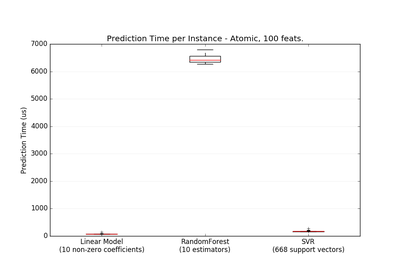 Prediction Time per Instance - Atomic, 100 feats.
7000
6000
5000
4000
3000
2000
1000
0
Prediction Time (us)
Linear Model
(10 non-zero coefficients)
RandomForest
(10 estimators)
SVR
(668 support vectors)